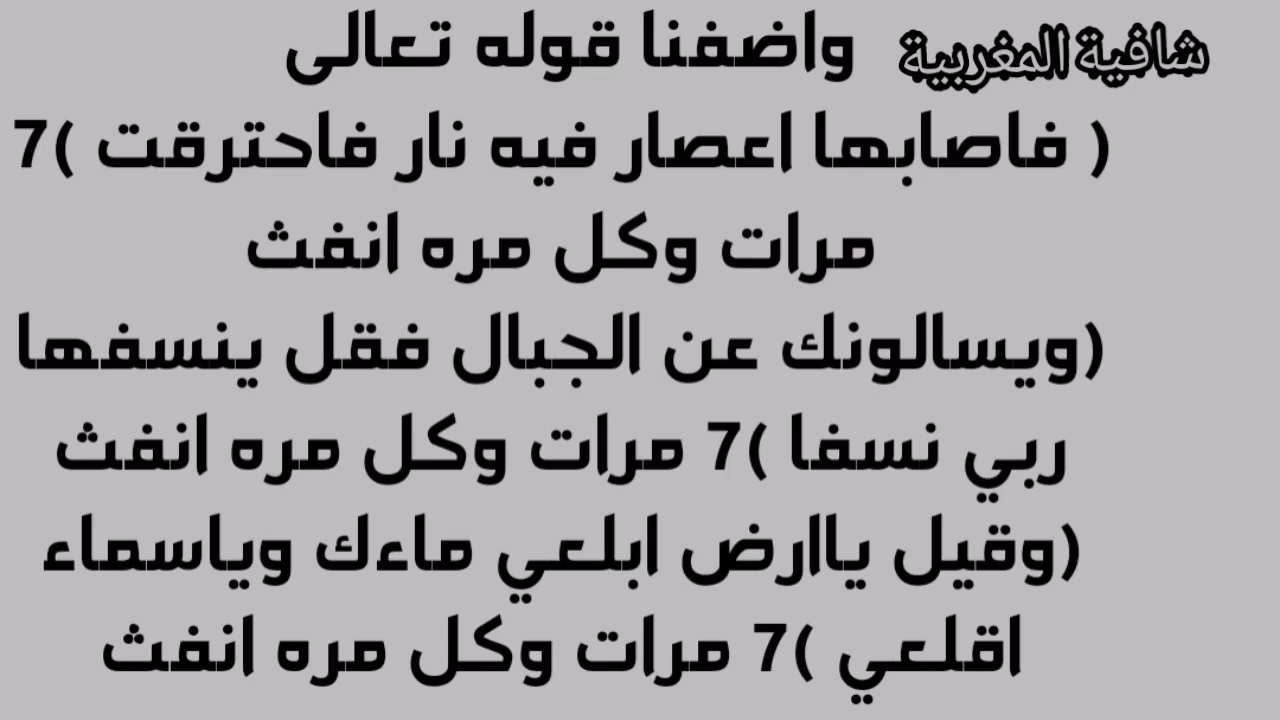 شافية المغربية
واضفنا قوله تعالى
( فاصابها اعصار فيه نار فاحترقت )7
مرات وكل مره انفث
(ويسالونك عن الجبال فقل ينسفها
ربي نسفا )7 مرات وكل مره انفث
(وقيل ياارض ابلعي ماءك وياسماء
اقلعي )7 مرات وكل مره انفث